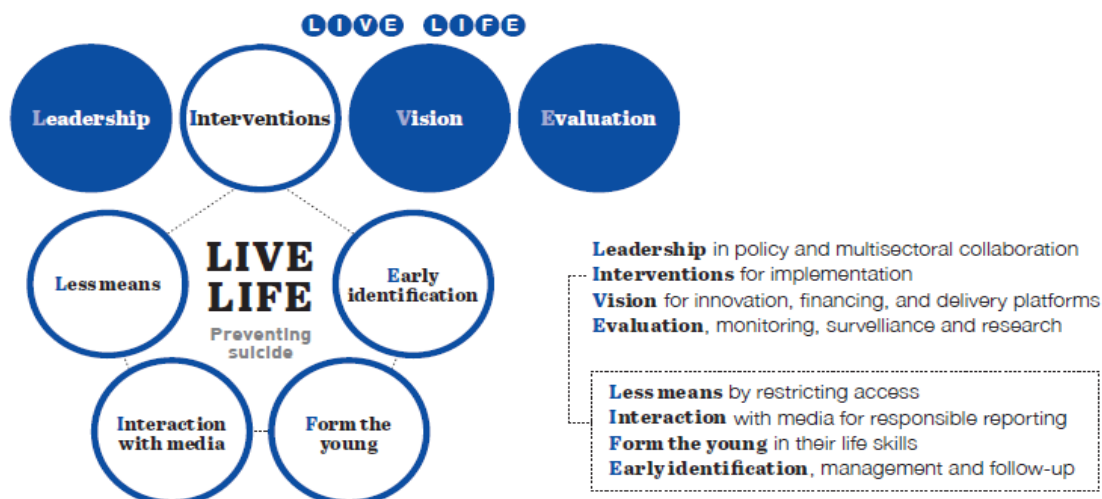 LIVE LIFE
Leadership
Interventions
Vision
Evaluation
Less means
LIVE
LIFE
Preventing
suicide
Early
identification
Interaction
with media
Form the
young
Leadership in policy and multisectoral collaboration
Interventions for implementation
Vision for innovation, financing, and delivery platforms
Evaluation, monitoring, survelliance and research
Less means by restricting access
Interaction with media for responsible reporting
Form the young in their life skills
Early identification, management and follow-up